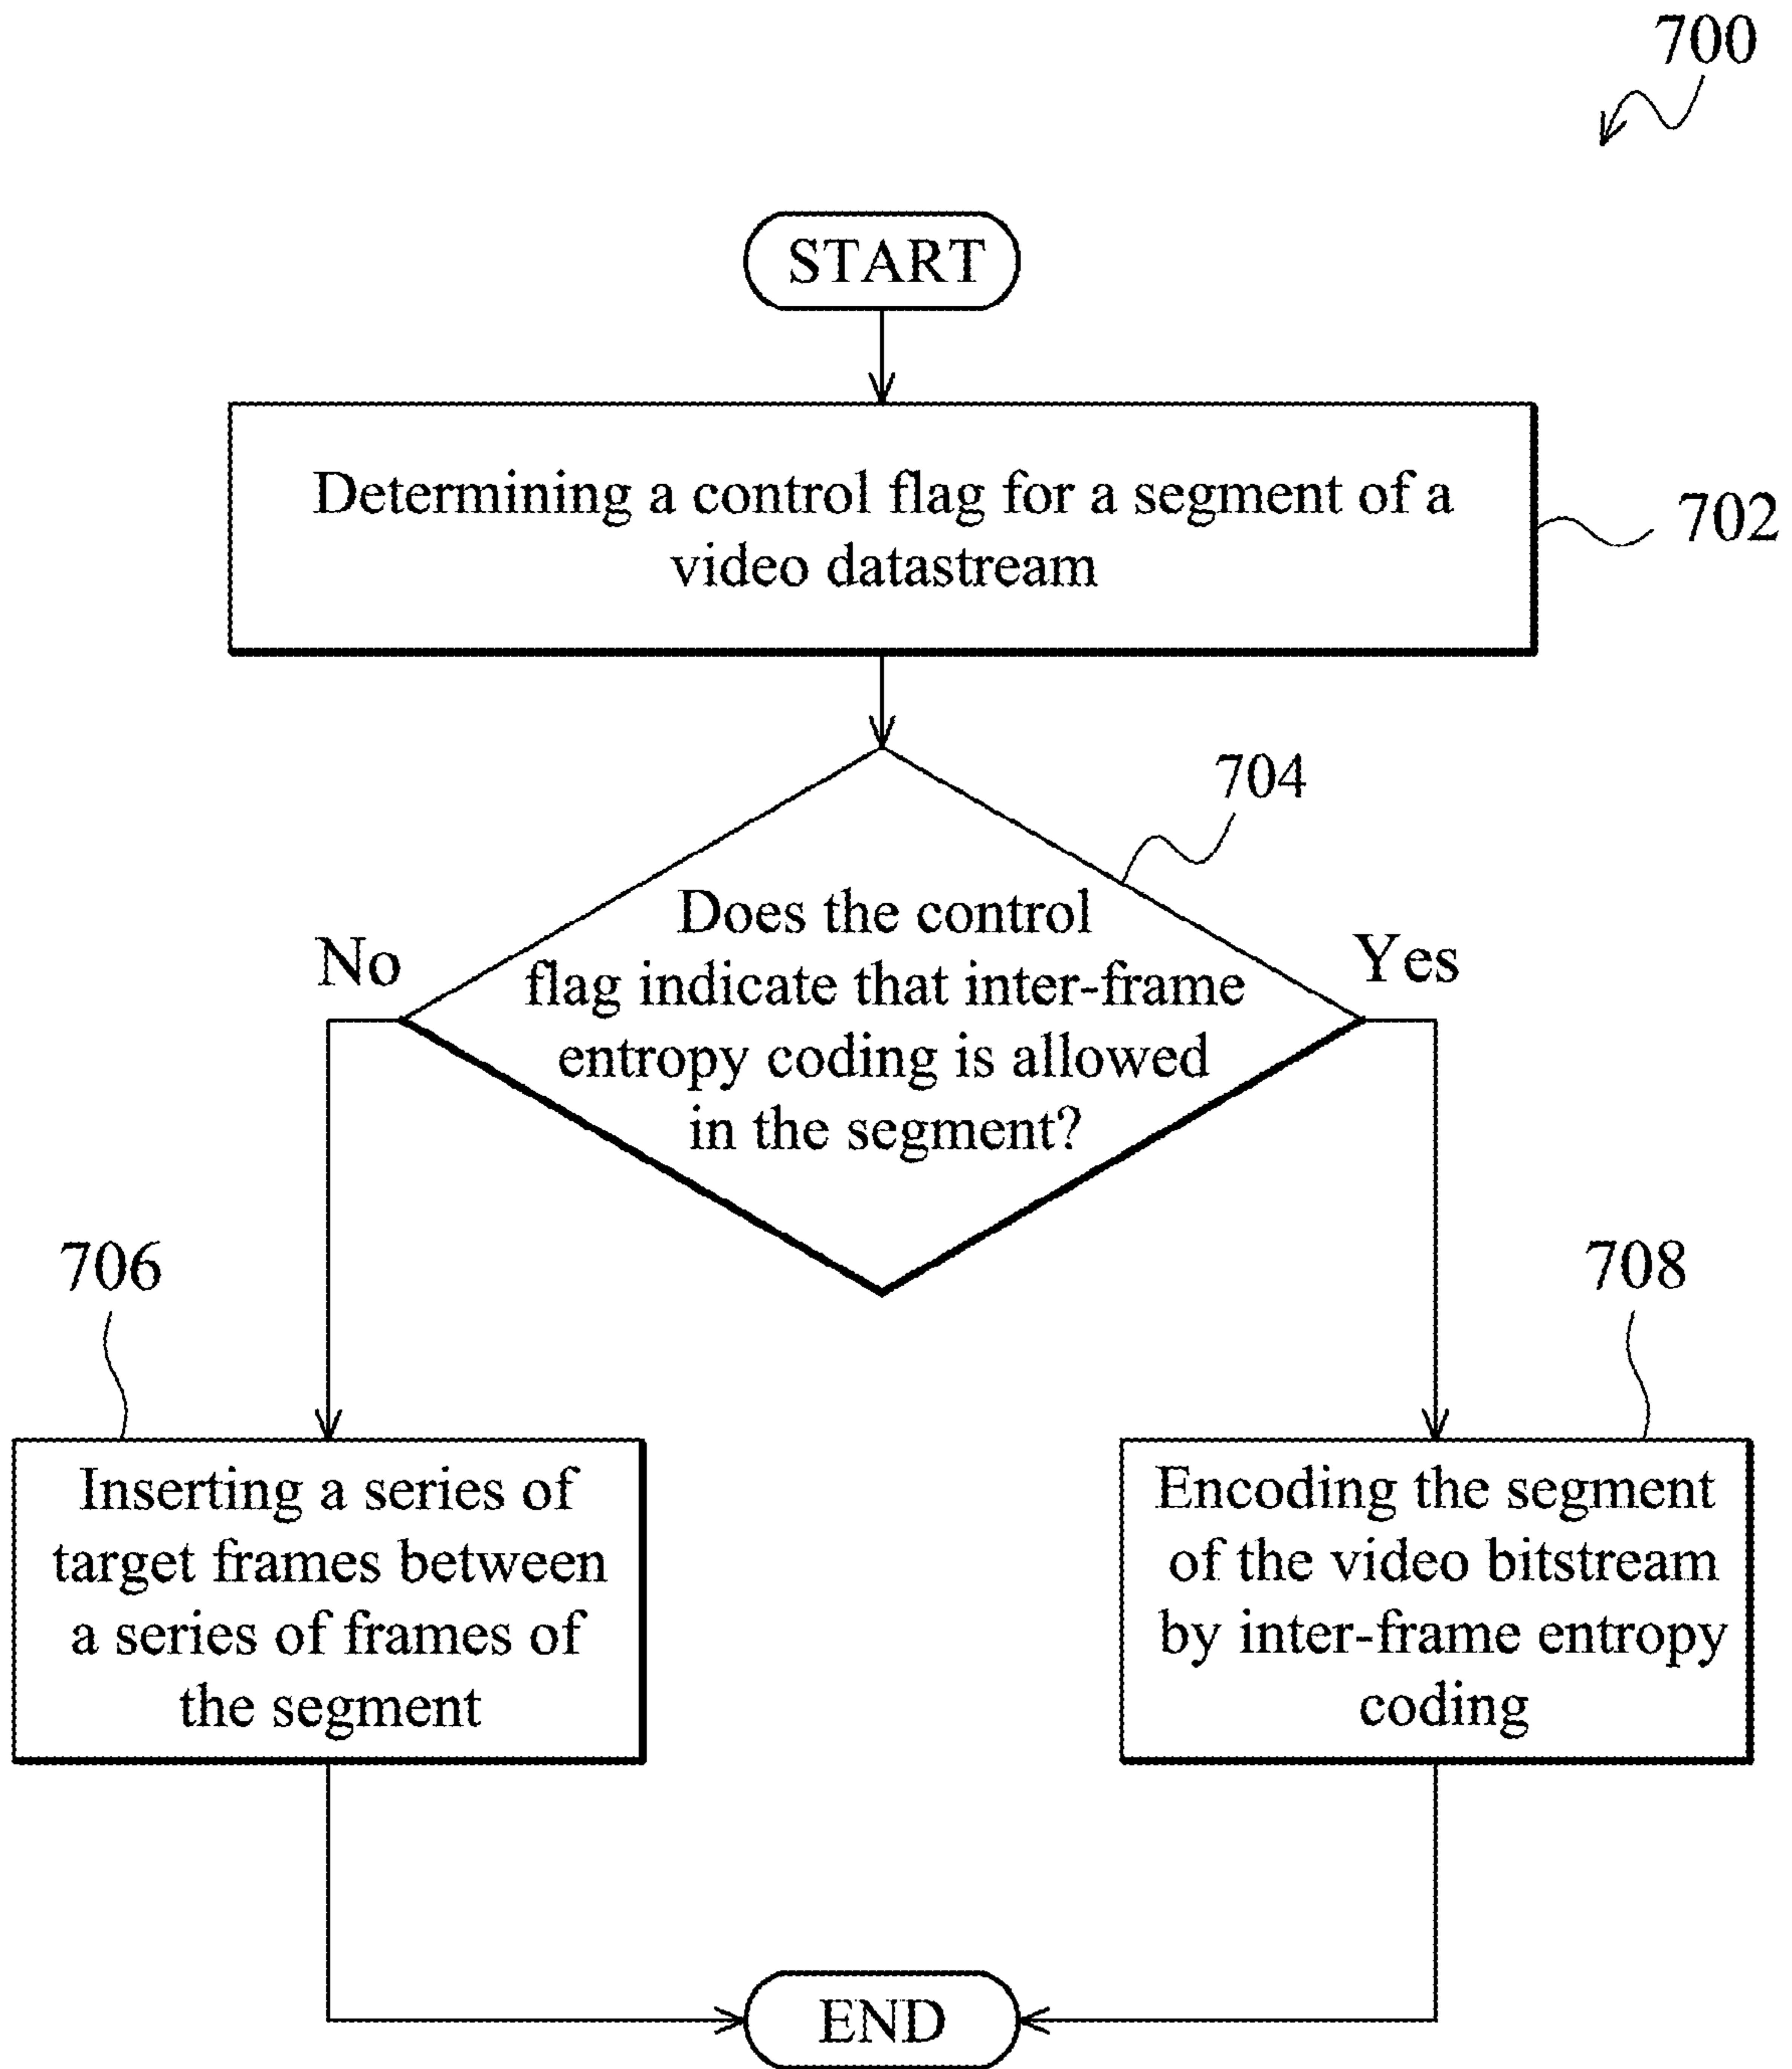 700
START
Determining a control flag for a segment of a
video datastream
702
704
Does the control
flag indicate that inter-frame
entropy coding is allowed
in the segment?
No
Yes
706
Inserting a series of
target frames between
a series of frames of
the segment
708
Encoding the segment
of the video bitstream
by inter-frame entropy
coding
END